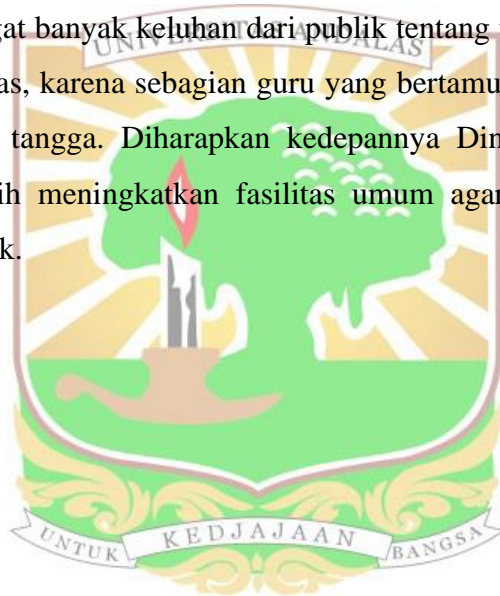 gat banyak keluhan dari publik tentang
UNIVERSITAS ANDALAS
as, karena sebagian guru yang bertamu
tangga. Diharapkan kedepannya Din
ih meningkatkan fasilitas umum agar
k.
UNTUK KEDJAJAAN BANGSA